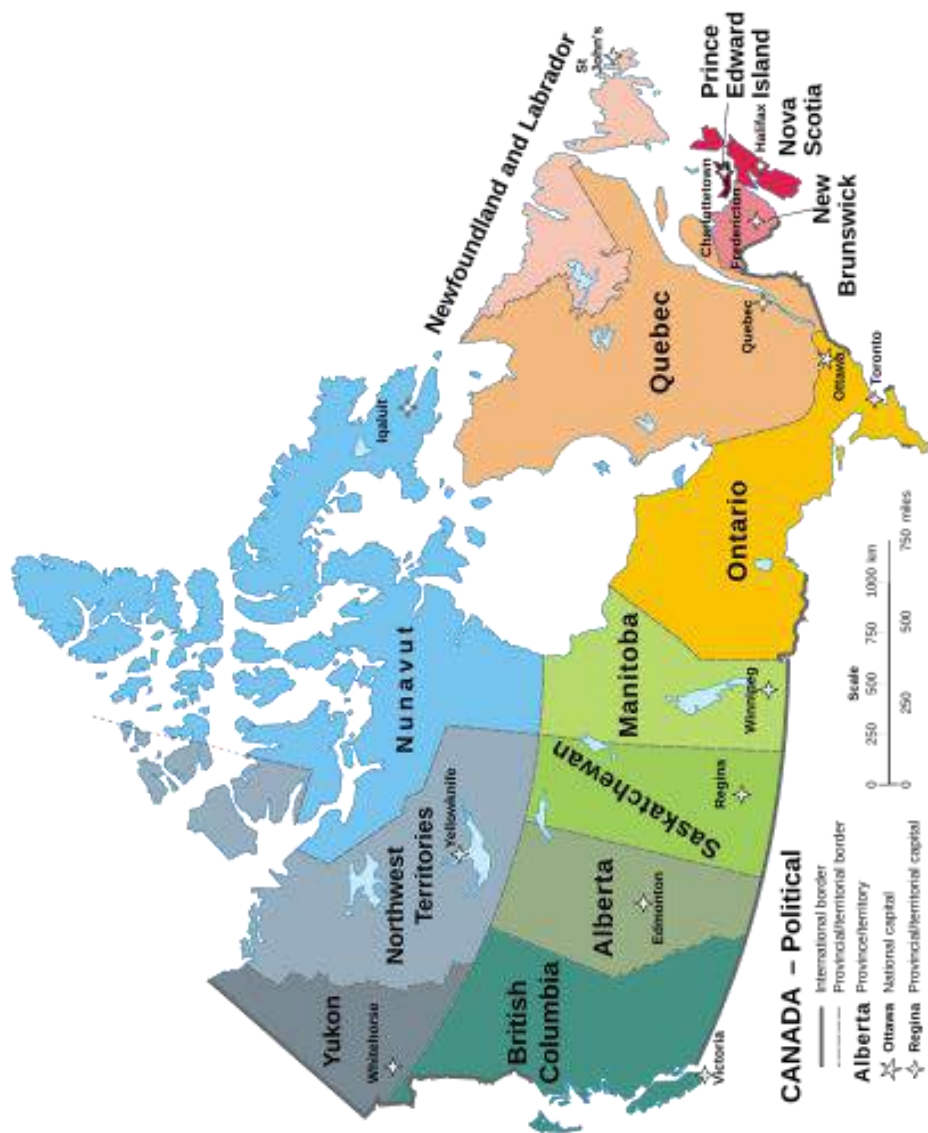 Yukon
Whitehorse
Northwest
Territories
Yellowknife
Nunavut
Iqaluit
British
Columbia
Victoria
Alberta
Edmonton
Saskatchewan
Regina
Manitoba
Winnipeg
Ontario
Toronto
Ottawa
Quebec
Quebec
Newfoundland and Labrador
St
John's
Prince
Edward
Island
Charlottetown
Halifax
Nova
Scotia
Fredericton
New
Brunswick
CANADA – Political
International border
Provincial/territorial border
Alberta Province/territory
Ottawa National capital
Regina Provincial/territorial capital
Scale
0 250 500 750 1000 km
0 250 500 750 miles